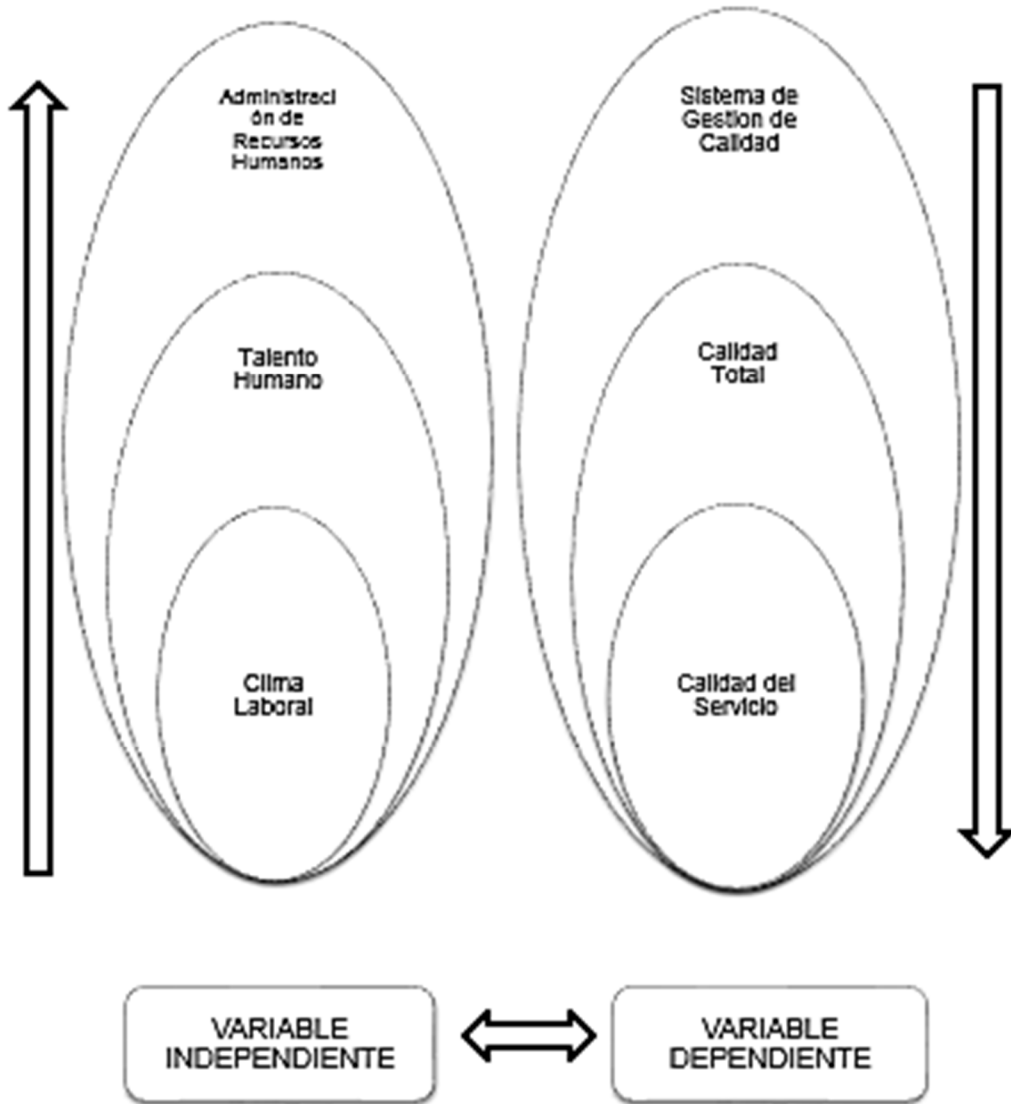 Administraci
ón de
Recursos
Humanos
Sistema de
Gestion de
Calidad
Talento
Humano
Calidad
Total
Clima
Laboral
Calidad del
Servicio
VARIABLE
INDEPENDIENTE
VARIABLE
DEPENDIENTE